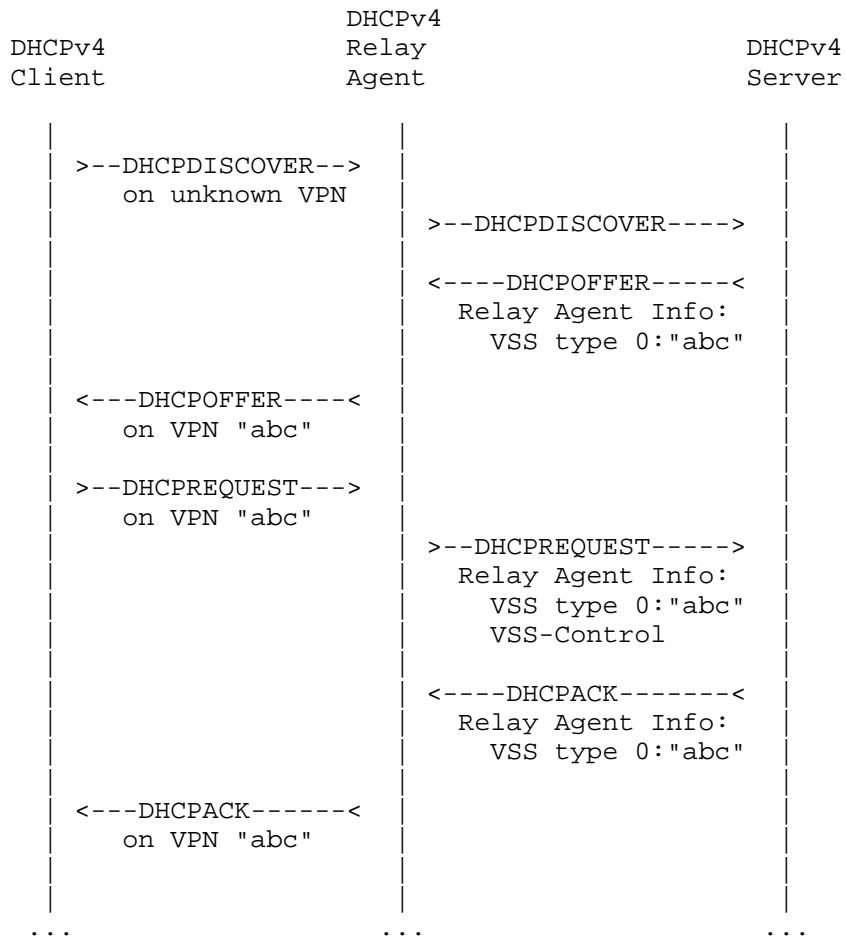 DHCPv4
DHCPv4 Relay DHCPv4
Client Agent Server
>--DHCPDISCOVER-->
on unknown VPN
>--DHCPDISCOVER---->
<----DHCPOFFER-----<
Relay Agent Info:
VSS type 0:"abc"
<---DHCPOFFER----<
on VPN "abc"
>--DHCPREQUEST--->
on VPN "abc"
>--DHCPREQUEST----->
Relay Agent Info:
VSS type 0:"abc"
VSS-Control
<----DHCPACK-------<
Relay Agent Info:
VSS type 0:"abc"
<---DHCPACK------<
on VPN "abc"
... ... ...